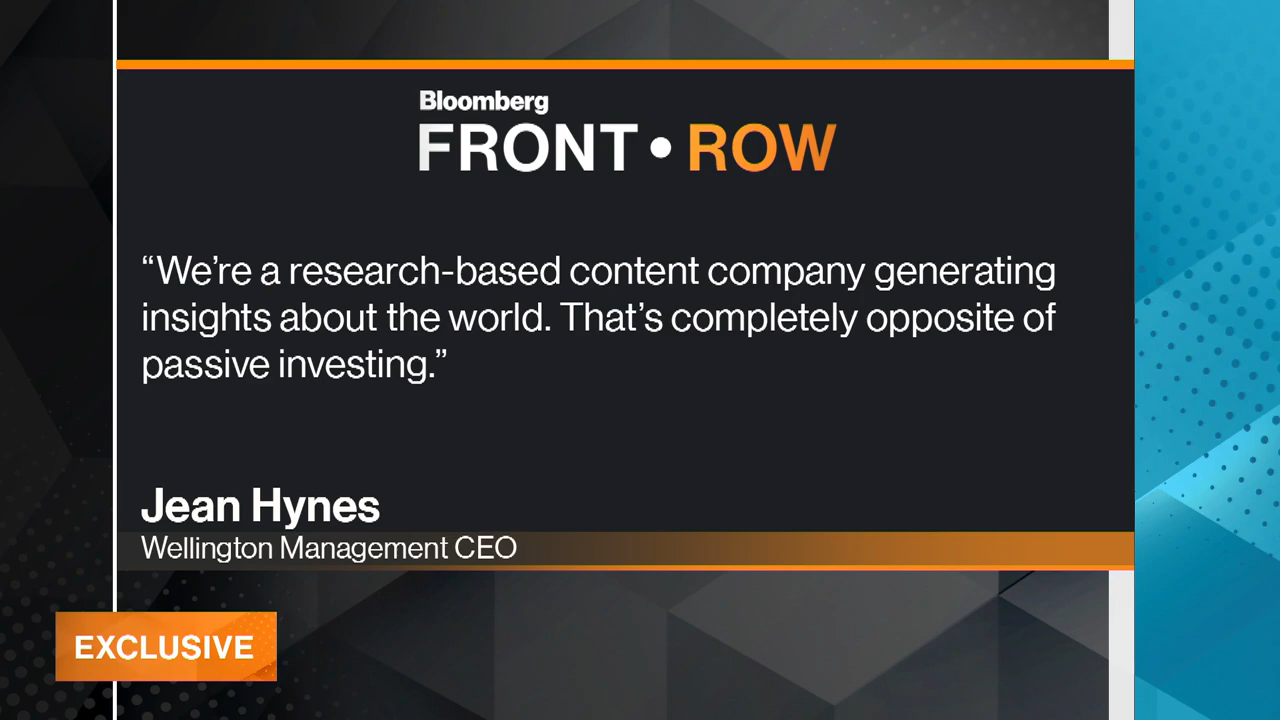 Bloomberg
FRONT • ROW
“We’re a research-based content company generating
insights about the world. That’s completely opposite of
passive investing.”
Jean Hynes
Wellington Management CEO
EXCLUSIVE